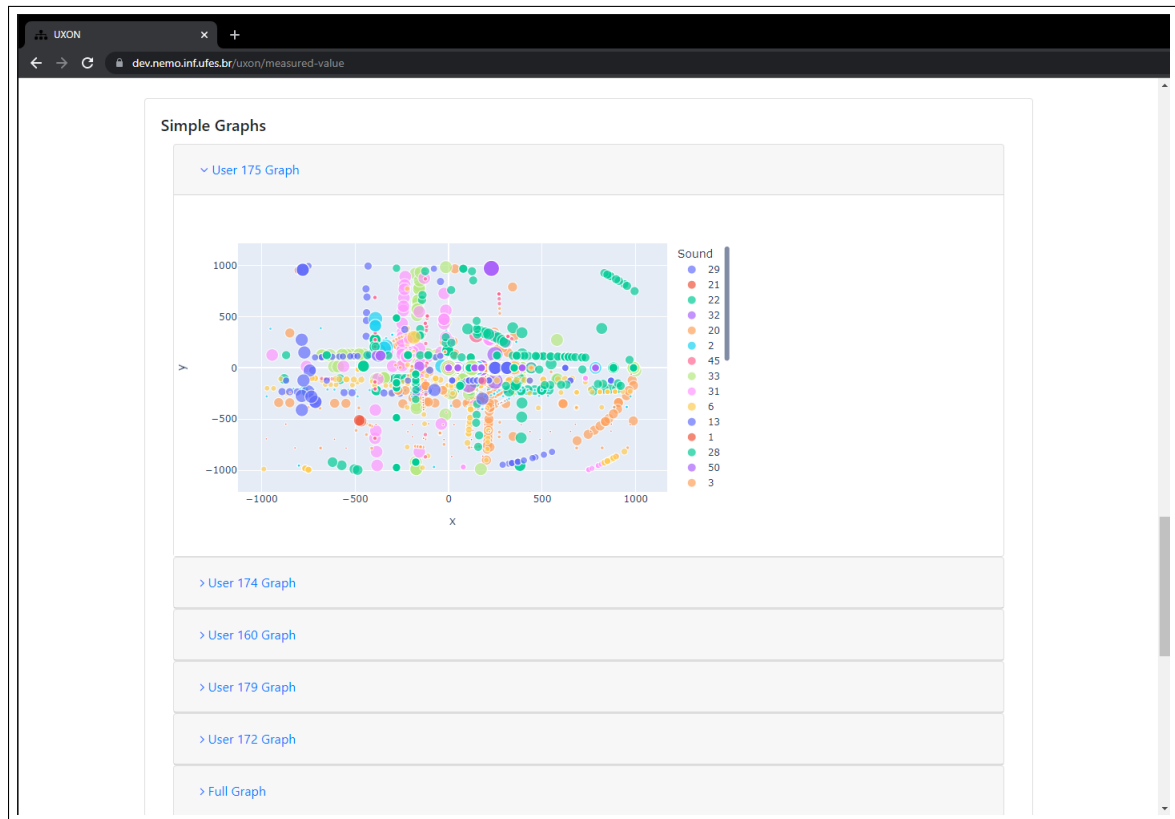 UXON
dev.nemo.inf.ufes.br/uxon/measured-value
Simple Graphs
User 175 Graph
1000
500
0
−500
−1000
y
−1000 −500 0 500 1000
x
Sound
29
21
22
32
20
2
45
33
31
6
13
1
28
50
3
User 174 Graph
User 160 Graph
User 179 Graph
User 172 Graph
Full Graph